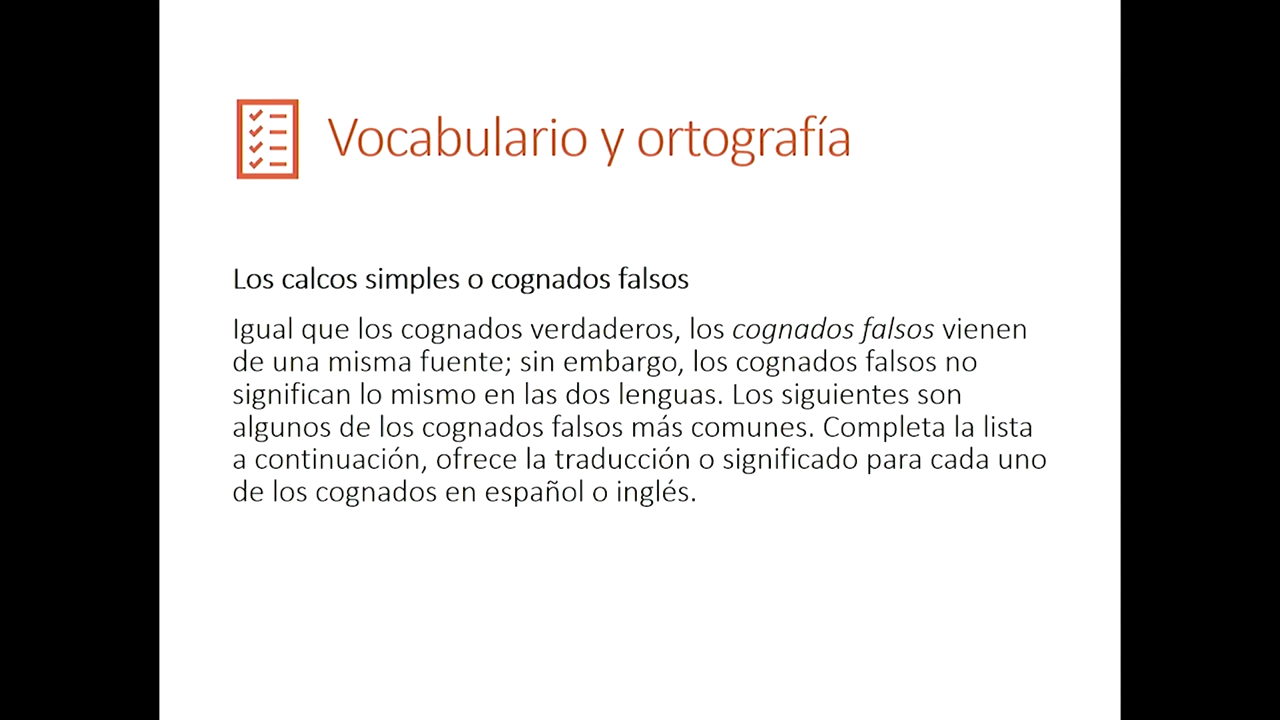 Vocabulario y ortografía
Los calcos simples o cognados falsos
Igual que los cognados verdaderos, los cognados falsos vienen
de una misma fuente; sin embargo, los cognados falsos no
significan lo mismo en las dos lenguas. Los siguientes son
algunos de los cognados falsos más comunes. Completa la lista
a continuación, ofrece la traducción o significado para cada uno
de los cognados en español o inglés.